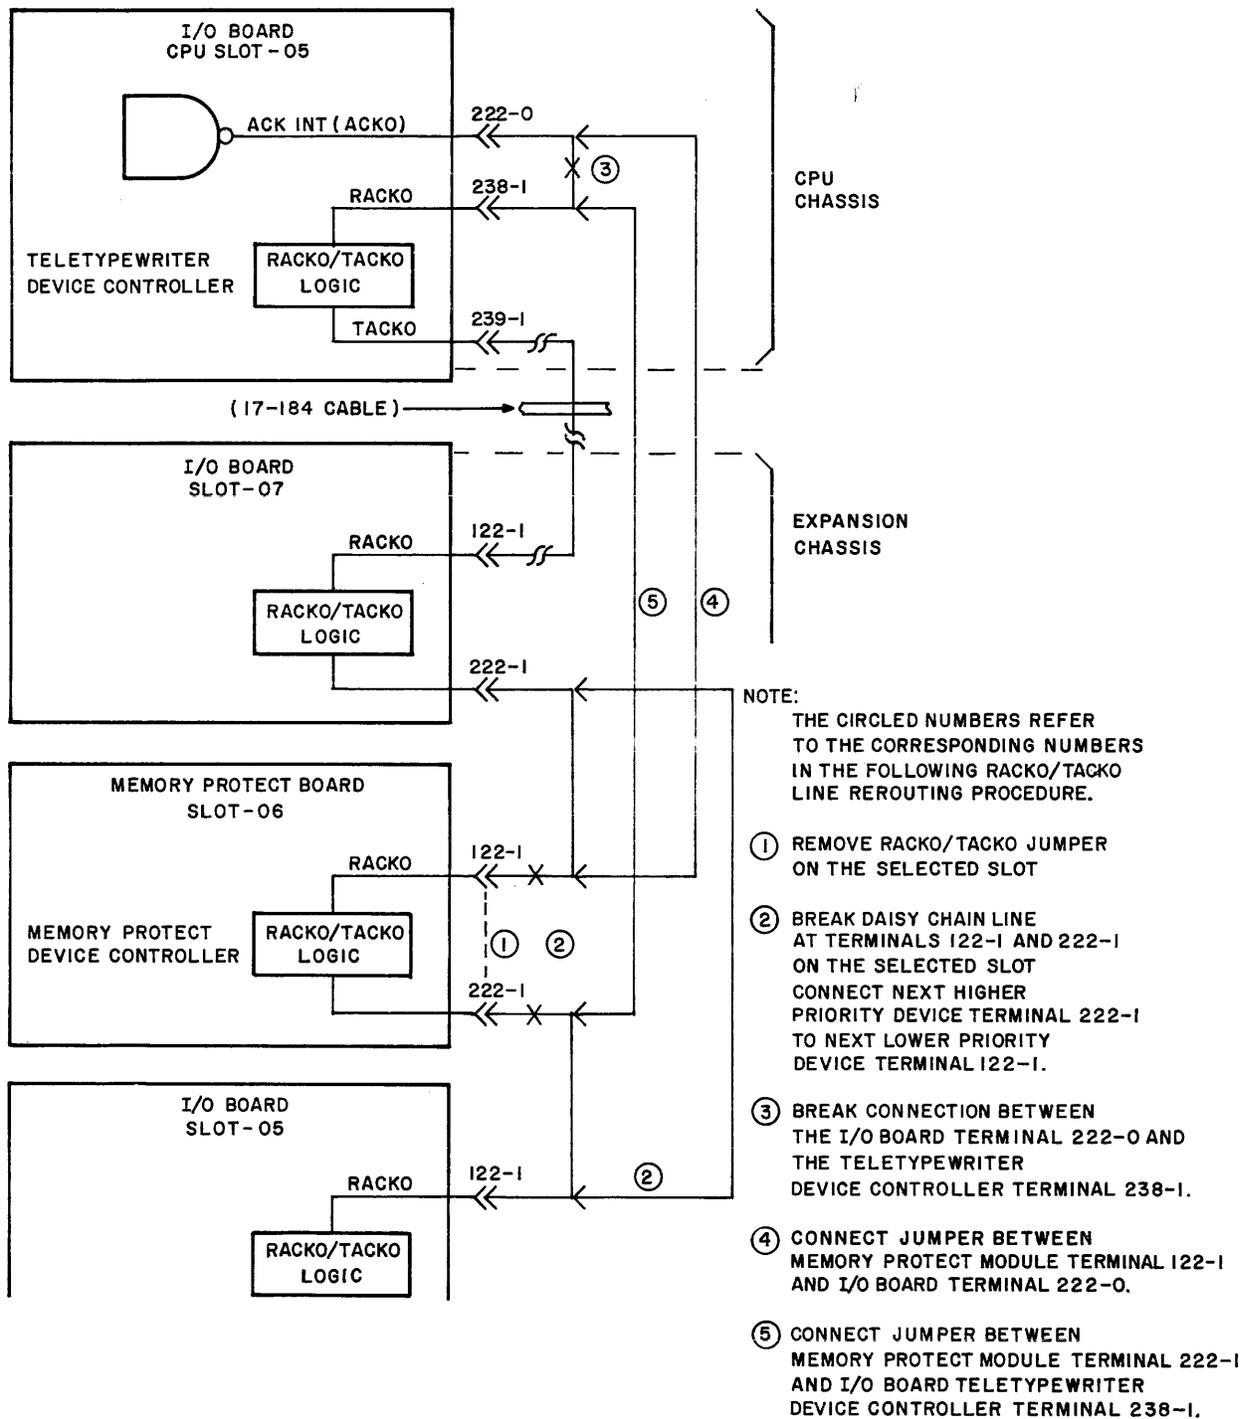 I/O BOARD
CPU SLOT-05
ACK INT (ACKO)
222-0
③
238-1
RACKO
CPU
CHASSIS
TELETYPEWRITER
DEVICE CONTROLLER
RACKO/TACKO
LOGIC
239-1
TACKO
(17-184 CABLE)
I/O BOARD
SLOT-07
EXPANSION
CHASSIS
122-1
RACKO
RACKO/TACKO
LOGIC
⑤
④
222-1
NOTE:
THE CIRCLED NUMBERS REFER
TO THE CORRESPONDING NUMBERS
IN THE FOLLOWING RACKO/TACKO
LINE REROUTING PROCEDURE.
MEMORY PROTECT BOARD
SLOT-06
122-1
RACKO
MEMORY PROTECT
DEVICE CONTROLLER
RACKO/TACKO
LOGIC
①
②
222-1
① REMOVE RACKO/TACKO JUMPER
ON THE SELECTED SLOT
② BREAK DAISY CHAIN LINE
AT TERMINALS 122-1 AND 222-1
ON THE SELECTED SLOT
CONNECT NEXT HIGHER
PRIORITY DEVICE TERMINAL 222-1
TO NEXT LOWER PRIORITY
DEVICE TERMINAL 122-1.
I/O BOARD
SLOT-05
122-1
RACKO
②
RACKO/TACKO
LOGIC
③ BREAK CONNECTION BETWEEN
THE I/O BOARD TERMINAL 222-0 AND
THE TELETYPEWRITER
DEVICE CONTROLLER TERMINAL 238-1.
④ CONNECT JUMPER BETWEEN
MEMORY PROTECT MODULE TERMINAL 122-1
AND I/O BOARD TERMINAL 222-0.
⑤ CONNECT JUMPER BETWEEN
MEMORY PROTECT MODULE TERMINAL 222-1
AND I/O BOARD TELETYPEWRITER
DEVICE CONTROLLER TERMINAL 238-1.